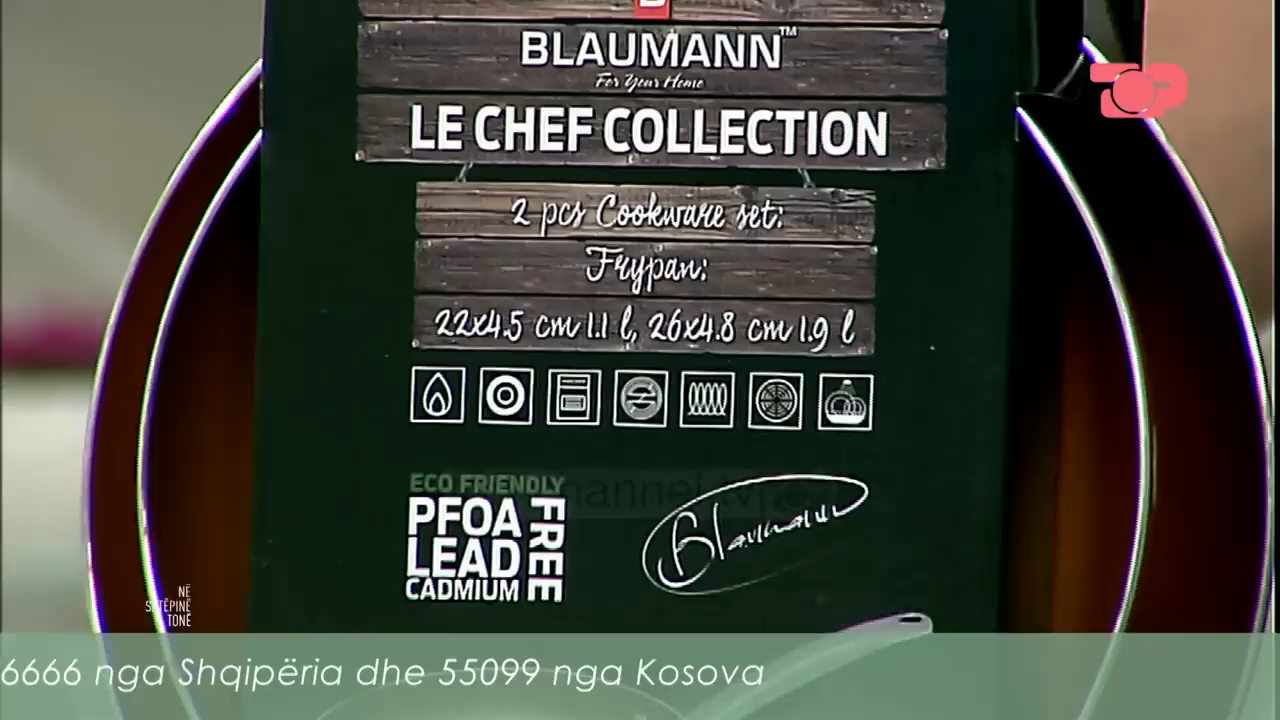 BLAUMANN™
For Your Home
LE CHEF COLLECTION
2 pcs Cookware set:
Frypan:
22x4.5 cm 1.1 l, 26x4.8 cm 1.9 l
ECO FRIENDLY
PFOA
LEAD
CADMIUM
FREE
Blaumann
TOP
NË
SHTËPINË
TONË
6666 nga Shqipëria dhe 55099 nga Kosova